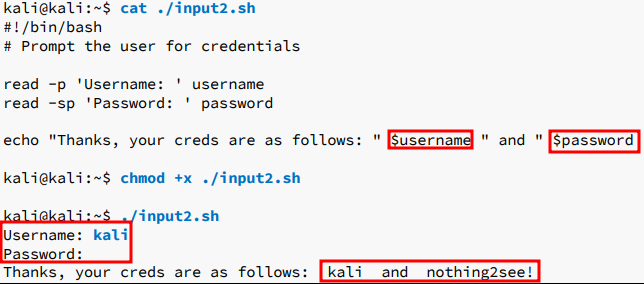 kali@kali:~$ cat ./input2.sh
#!/bin/bash
# Prompt the user for credentials
read -p 'Username: ' username
read -sp 'Password: ' password
echo "Thanks, your creds are as follows: " $username " and " $password
kali@kali:~$ chmod +x ./input2.sh
kali@kali:~$ ./input2.sh
Username: kali
Password:
Thanks, your creds are as follows:  kali  and  nothing2see!